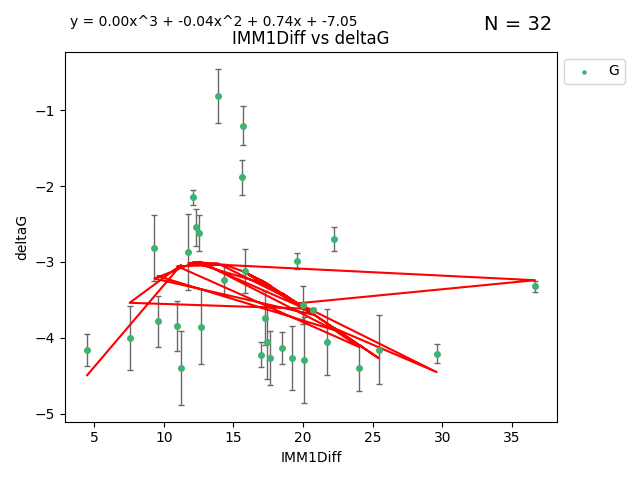 y = 0.00x^3 + -0.04x^2 + 0.74x + -7.05
N = 32
IMM1Diff vs deltaG
G
deltaG
−1
−2
−3
−4
−5
5 10 15 20 25 30 35
IMM1Diff